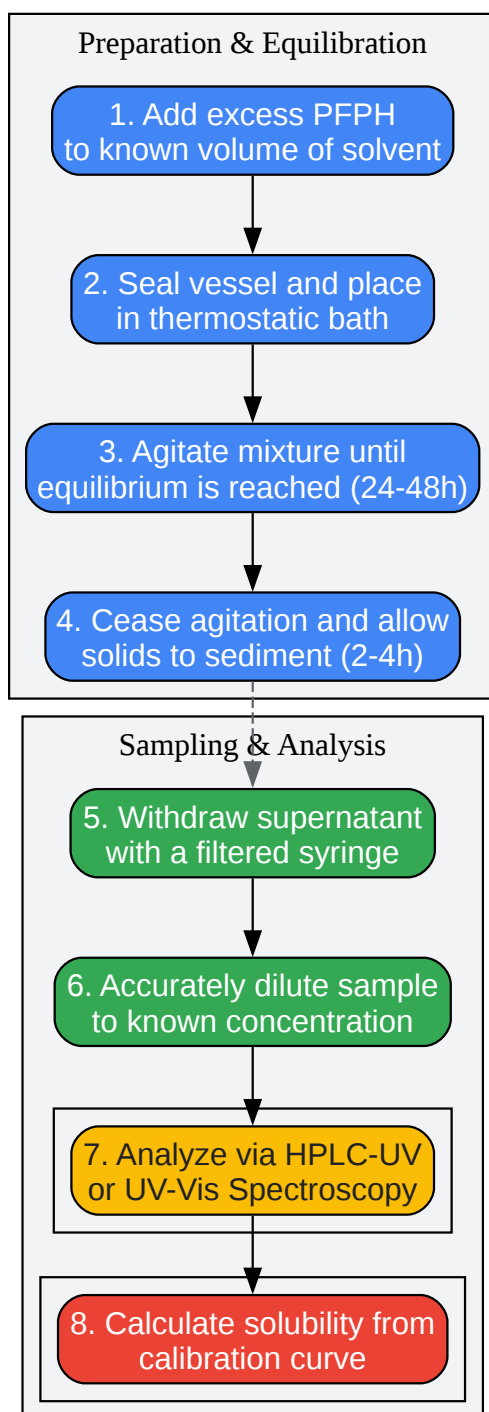 Preparation & Equilibration
1. Add excess PFPH
to known volume of solvent
2. Seal vessel and place
in thermostatic bath
3. Agitate mixture until
equilibrium is reached (24-48h)
4. Cease agitation and allow
solids to sediment (2-4h)
Sampling & Analysis
5. Withdraw supernatant
with a filtered syringe
6. Accurately dilute sample
to known concentration
7. Analyze via HPLC-UV
or UV-Vis Spectroscopy
8. Calculate solubility from
calibration curve